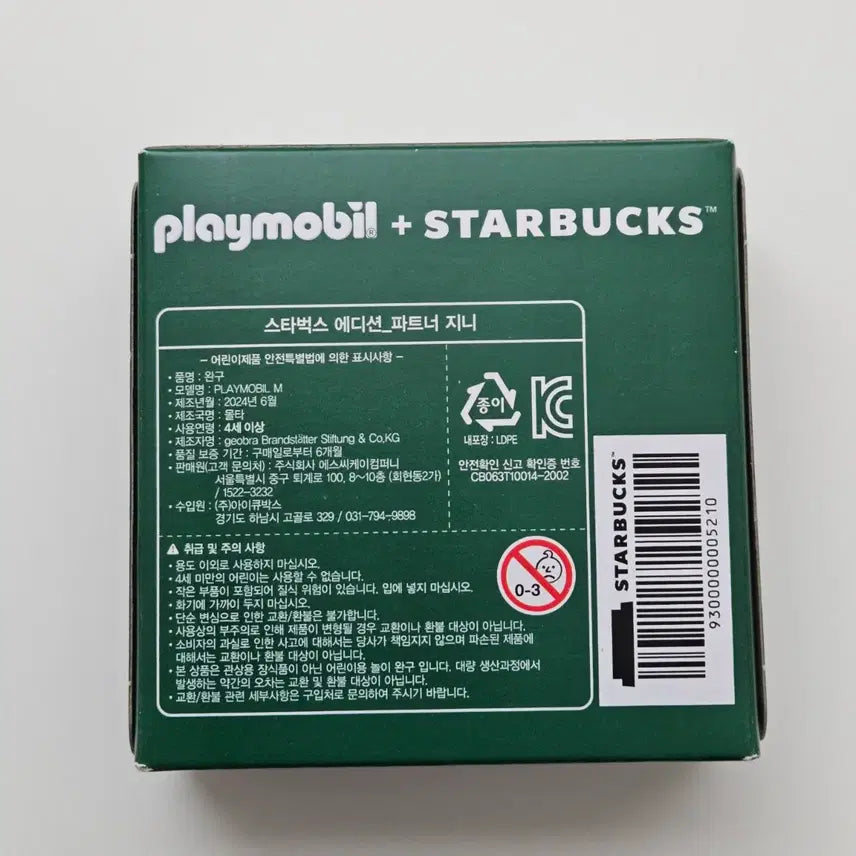 playmobil® + STARBUCKS™
스타벅스 에디션_파트너 지니
– 어린이제품 안전특별법에 의한 표시사항 –
• 품명 : 완구
• 모델명 : PLAYMOBIL M
• 제조년월 : 2024년 6월
• 제조국명 : 몰타
• 사용연령 : 4세 이상
• 제조자명 : geobra Brandstätter Stiftung & Co,KG
• 품질 보증 기간 : 구매일로부터 6개월
• 판매원(고객 문의처) : 주식회사 에스씨케이컴퍼니
서울특별시 중구 퇴계로 100, 8~10층 (회현동2가)
/ 1522-3232
• 수입원 : (주)아이큐박스
경기도 하남시 고골로 329 / 031-794-9898
종이
내포장 : LDPE
안전확인 신고 확인증 번호
CB063T10014-2002
⚠ 취급 및 주의 사항
• 용도 이외로 사용하지 마십시오.
• 4세 미만의 어린이는 사용할 수 없습니다.
• 작은 부품이 포함되어 질식 위험이 있습니다. 입에 넣지 마십시오.
• 화기에 가까이 두지 마십시오.
• 단순 변심으로 인한 교환/환불은 불가합니다.
• 사용상의 부주의로 인해 제품이 변형될 경우 교환이나 환불 대상이 아닙니다.
• 소비자의 과실로 인한 사고에 대해서는 당사가 책임지지 않으며 파손된 제품에
대해서는 교환이나 환불 대상이 아닙니다.
• 본 상품은 관상용 장식품이 아닌 어린이용 놀이 완구 입니다. 대량 생산과정에서
발생하는 약간의 오차는 교환 및 환불 대상이 아닙니다.
• 교환/환불 관련 세부사항은 구입처로 문의하여 주시기 바랍니다.
0-3
STARBUCKS™
9300000005210